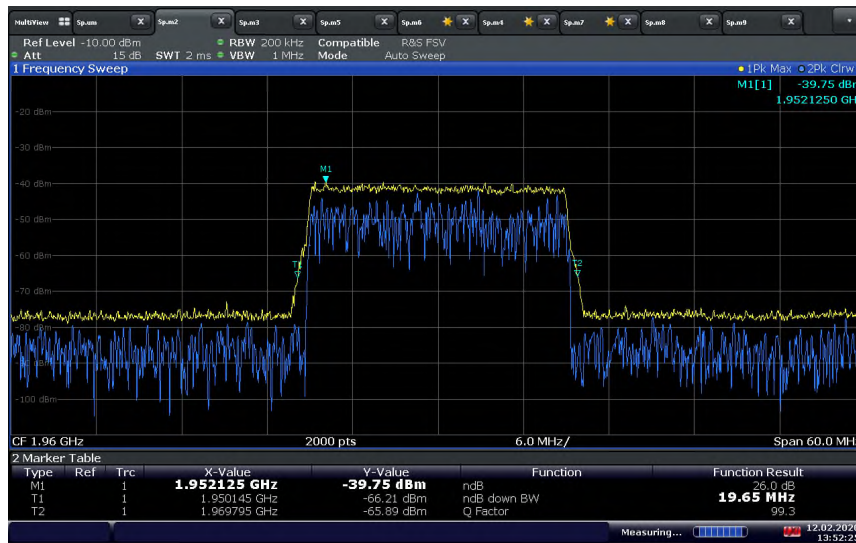 MultiView Sp.um X Sp.m2 X Sp.m3 X Sp.m5 X Sp.m6 X Sp.m4 X Sp.m7 X Sp.m8 X Sp.m9 X
Ref Level -10.00 dBm RBW 200 kHz Compatible R&S FSV
Att 15 dB SWT 2 ms VBW 1 MHz Mode Auto Sweep
1 Frequency Sweep 1Pk Max 2Pk Clrw
M1[1] -39.75 dBm
1.9521250 GH
-20 dBm
-30 dBm
M1
-40 dBm
-50 dBm
-60 dBm
T1 T2
-70 dBm
-80 dBm
-100 dBm
CF 1.96 GHz 2000 pts 6.0 MHz/ Span 60.0 MH
2 Marker Table
Type Ref Trc X-Value Y-Value Function Function Result
M1 1 1.952125 GHz -39.75 dBm ndB 26.0 dB
T1 1 1.950145 GHz -66.21 dBm ndB down BW 19.65 MHz
T2 1 1.969795 GHz -65.89 dBm Q Factor 99.3
Measuring... 12.02.2020
13:52:25